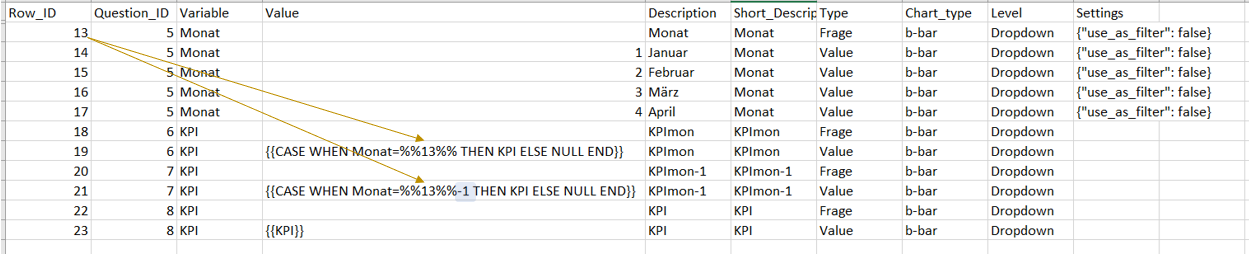 Row_ID Question_ID Variable Value Description Short_Descrip Type Chart_type Level Settings
13 5 Monat Monat Monat Frage b-bar Dropdown {"use_as_filter": false}
14 5 Monat 1 Januar Monat Value b-bar Dropdown {"use_as_filter": false}
15 5 Monat 2 Februar Monat Value b-bar Dropdown {"use_as_filter": false}
16 5 Monat 3 März Monat Value b-bar Dropdown {"use_as_filter": false}
17 5 Monat 4 April Monat Value b-bar Dropdown {"use_as_filter": false}
18 6 KPI KPImon KPImon Frage b-bar Dropdown
19 6 KPI {{CASE WHEN Monat=%%13%% THEN KPI ELSE NULL END}} KPImon KPImon Value b-bar Dropdown
20 7 KPI KPImon-1 KPImon-1 Frage b-bar Dropdown
21 7 KPI {{CASE WHEN Monat=%%13%%-1 THEN KPI ELSE NULL END}} KPImon-1 KPImon-1 Value b-bar Dropdown
22 8 KPI KPI KPI Frage b-bar Dropdown
23 8 KPI {{KPI}} KPI KPI Value b-bar Dropdown